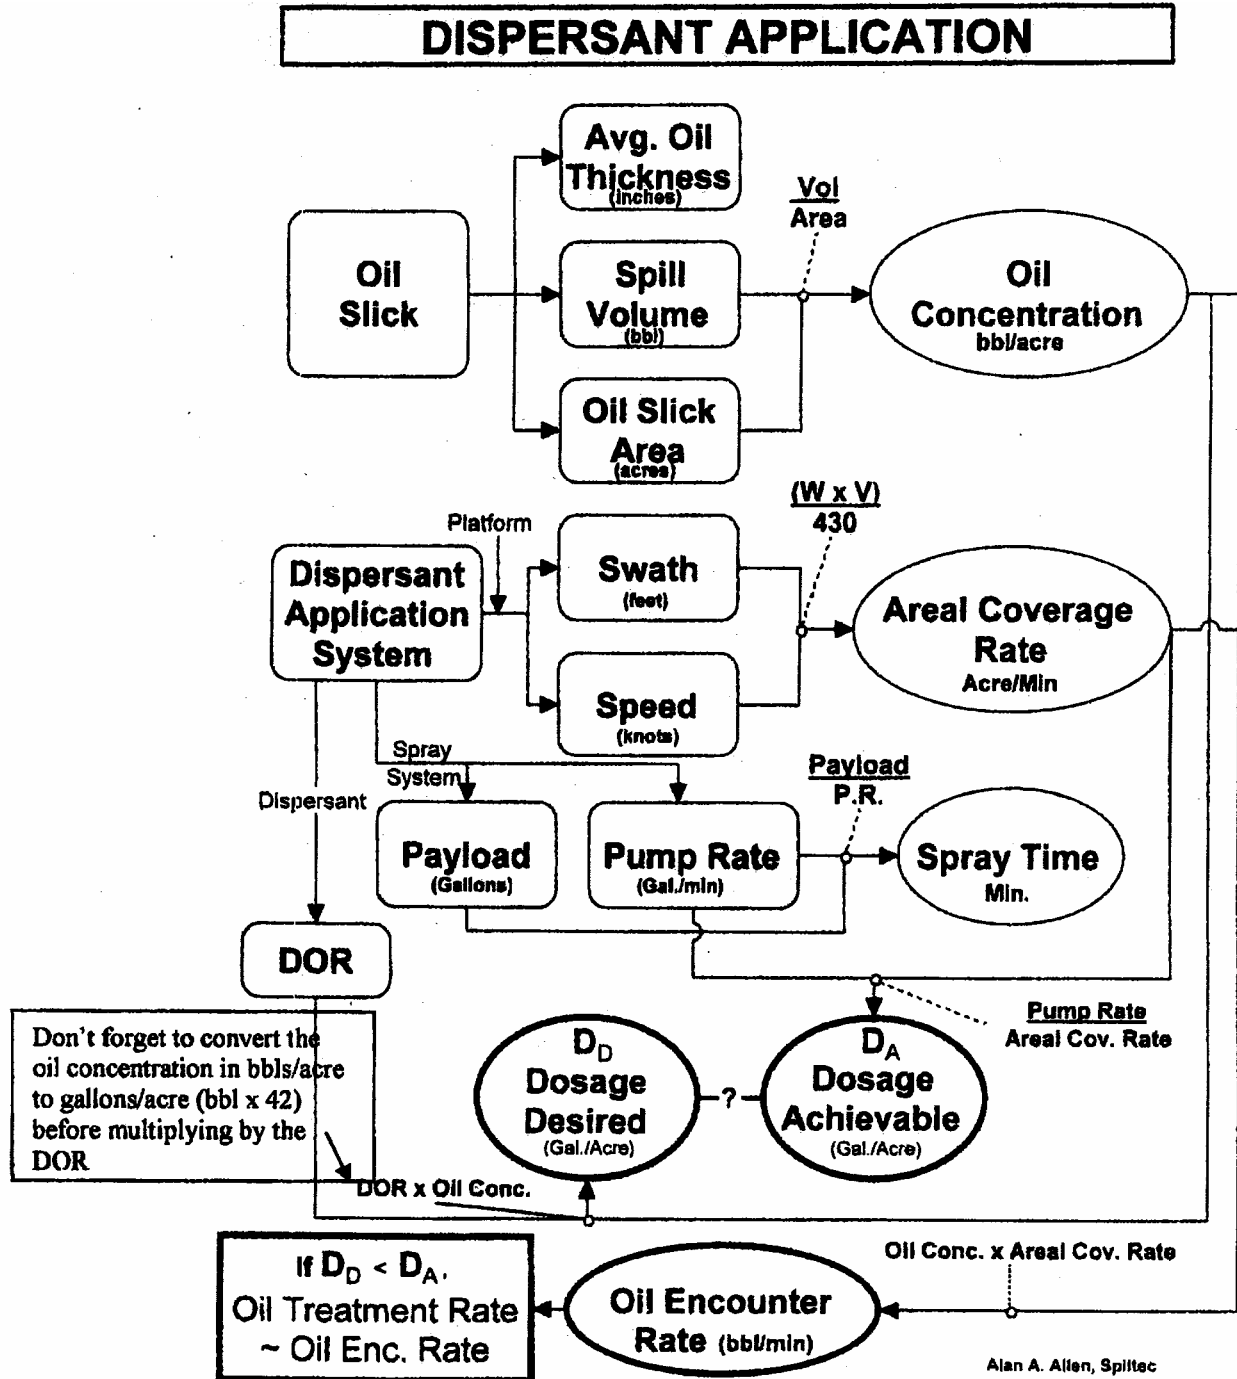 DISPERSANT APPLICATION
Avg. Oil
Thickness
(inches)
Vol
Area
Oil
Slick
Spill
Volume
(bbl)
Oil
Concentration
bbl/acre
Oil Slick
Area
(acres)
(W x V)
430
Platform
Dispersant
Application
System
Swath
(feet)
Areal Coverage
Rate
Acre/Min
Speed
(knots)
Spray
System
Dispersant
Payload
P.R.
Payload
(Gallons)
Pump Rate
(Gal./min)
Spray Time
Min.
DOR
Pump Rate
Areal Cov. Rate
Don't forget to convert the
oil concentration in bbls/acre
to gallons/acre (bbl x 42)
before multiplying by the
DOR
DD
Dosage
Desired
(Gal./Acre)
?
DA
Dosage
Achievable
(Gal./Acre)
DOR x Oil Conc.
Oil Conc. x Areal Cov. Rate
If DD < DA,
Oil Treatment Rate
~ Oil Enc. Rate
Oil Encounter
Rate (bbl/min)
Alan A. Allen, Spiltec